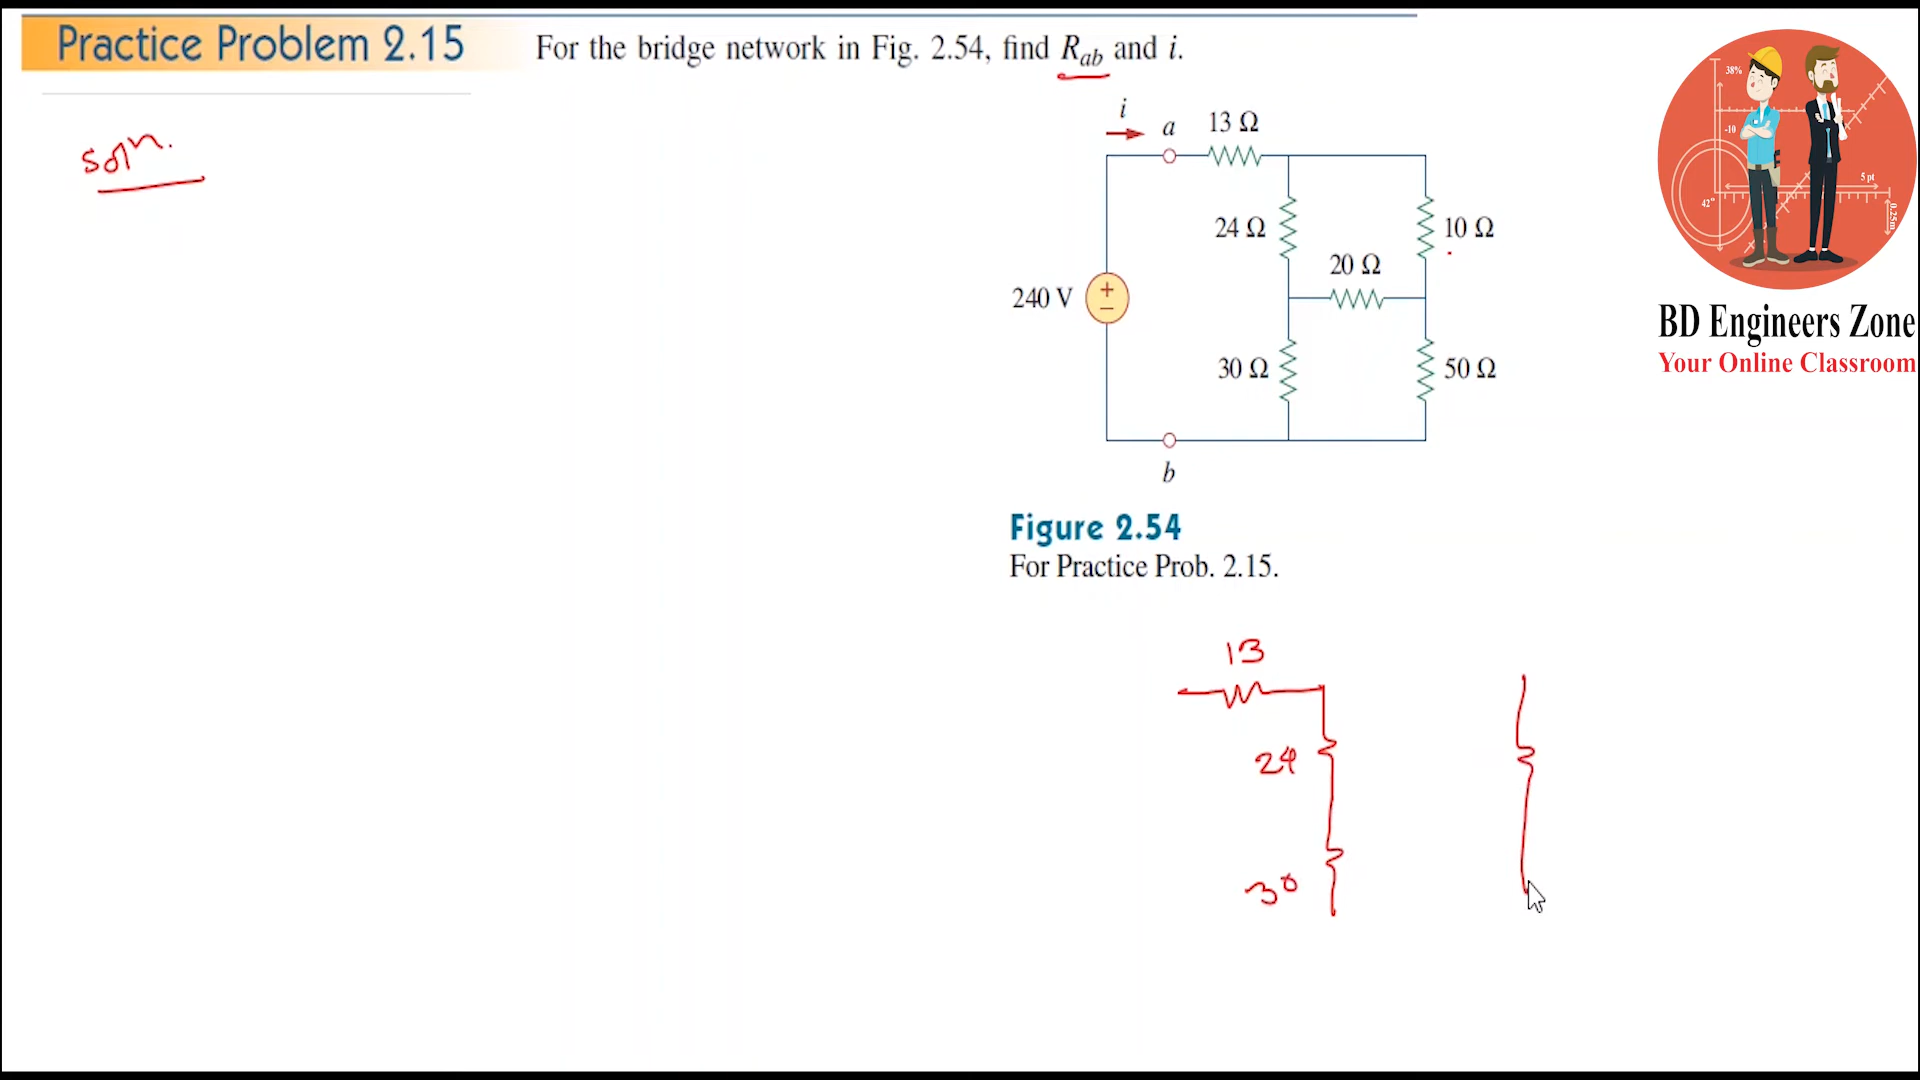 Practice Problem 2.15
For the bridge network in Fig. 2.54, find Rab and i.
soln.
i
a
13 Ω
24 Ω
10 Ω
20 Ω
240 V
+
−
30 Ω
50 Ω
b
Figure 2.54
For Practice Prob. 2.15.
13
24
30
38%
-10
5 pt
42°
0.25m
BD Engineers Zone
Your Online Classroom